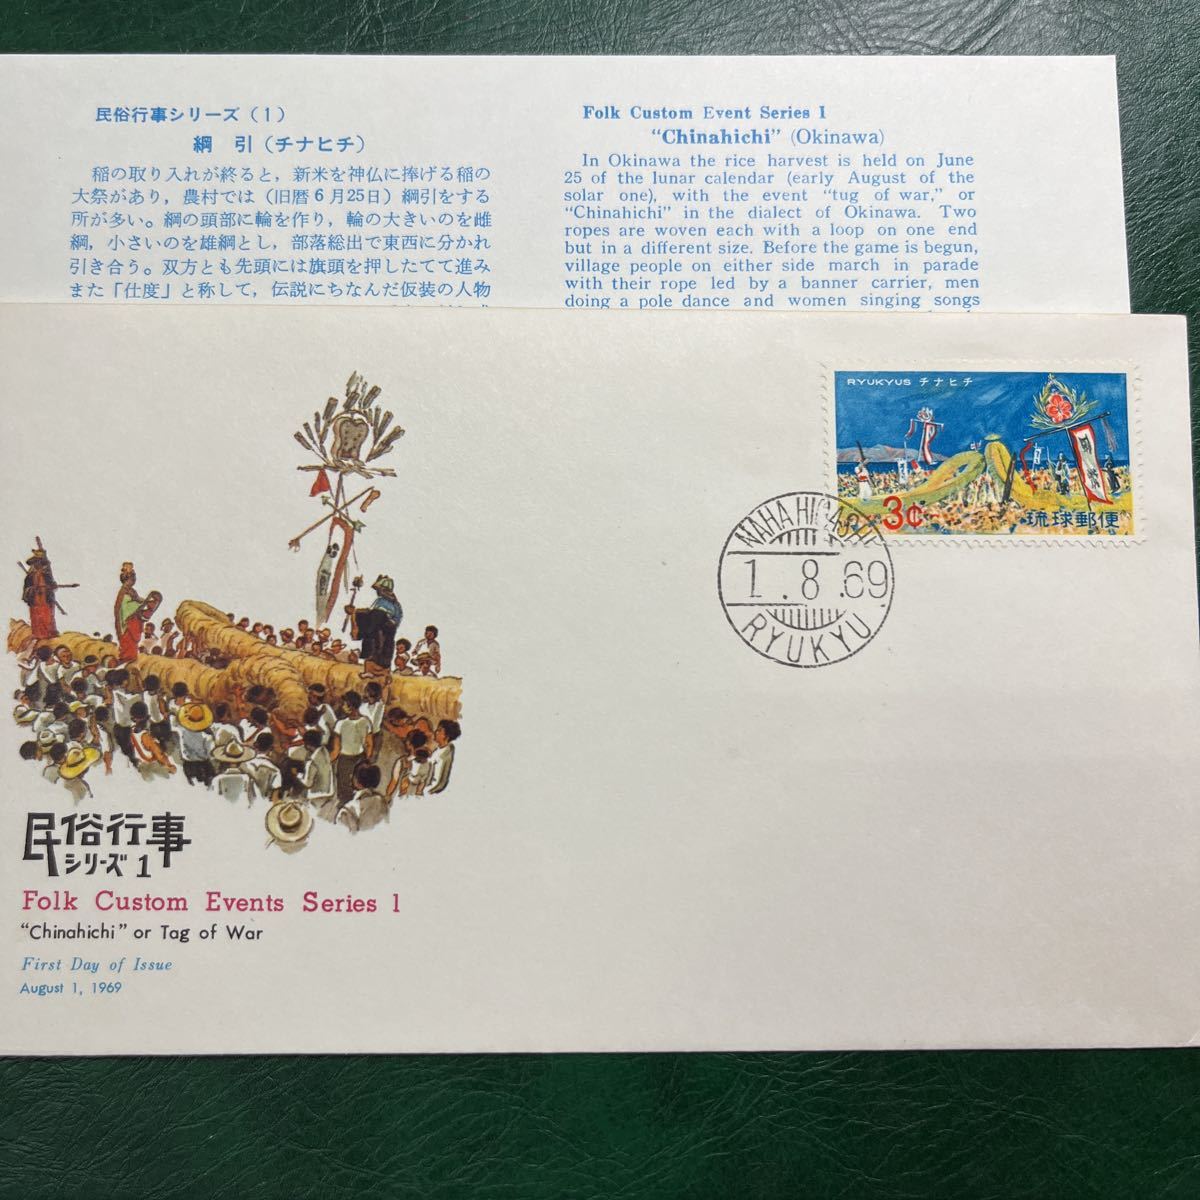 民俗行事シリーズ（1）
綱 引（チナヒチ）
稲の取り入れが終ると，新米を神仏に捧げる稲の
大祭があり，農村では（旧暦6月25日）綱引をする
所が多い。綱の頭部に輪を作り，輪の大きいのを雌
綱，小さいのを雄綱とし，部落総出で東西に分かれ
引き合う。双方とも先頭には旗頭を押したてて進み
また「仕度」と称して，伝説にちなんだ仮装の人物
Folk Custom Event Series I
"Chinahichi" (Okinawa)
In Okinawa the rice harvest is held on June
25 of the lunar calendar (early August of the
solar one), with the event "tug of war," or
"Chinahichi" in the dialect of Okinawa. Two
ropes are woven each with a loop on one end
but in a different size. Before the game is begun,
village people on either side march in parade
with their rope led by a banner carrier, men
doing a pole dance and women singing songs
RYUKYUS チナヒチ
3¢
琉球郵便
NAHA HIGASHI
1.8.69
RYUKYU
民俗行事
シリーズ1
Folk Custom Events Series 1
"Chinahichi" or Tag of War
First Day of Issue
August 1, 1969